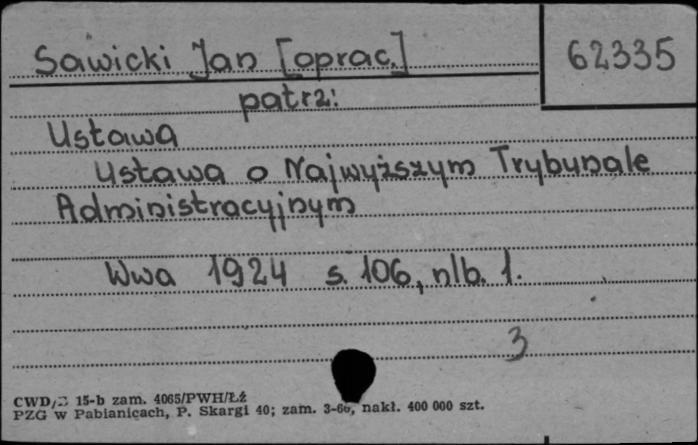 Sawicki Jan [oprac.]
62335
patrz:
Ustawa
Ustawa o Najwyższym Trybunale
Administracyjnym
Wwa 1924 s. 106, nlb. 1.
3
CWD, 15-b zam. 4065/PWH/Łź
PZG w Pabianicach, P. Skargi 40; zam. 3-66, nakł. 400 000 szt.